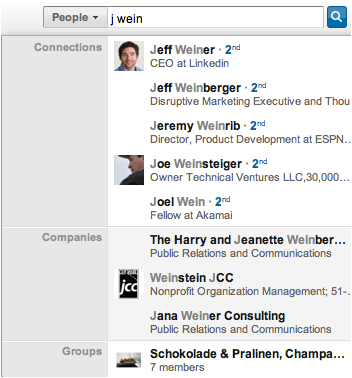 People
j wein
Connections
Jeff Weiner · 2nd
CEO at Linkedin
Jeff Weinberger · 2nd
Disruptive Marketing Executive and Thou
Jeremy Weinrib · 2nd
Director, Product Development at ESPN...
Joe Weinsteiger · 2nd
Owner Technical Ventures LLC,30,000...
Joel Wein · 2nd
Fellow at Akamai
Companies
The Harry and Jeanette Weinber...
Public Relations and Communications
jcc
Weinstein JCC
Nonprofit Organization Management; 51-...
Jana Weiner Consulting
Public Relations and Communications
Groups
Schokolade & Pralinen, Champa...
7 members